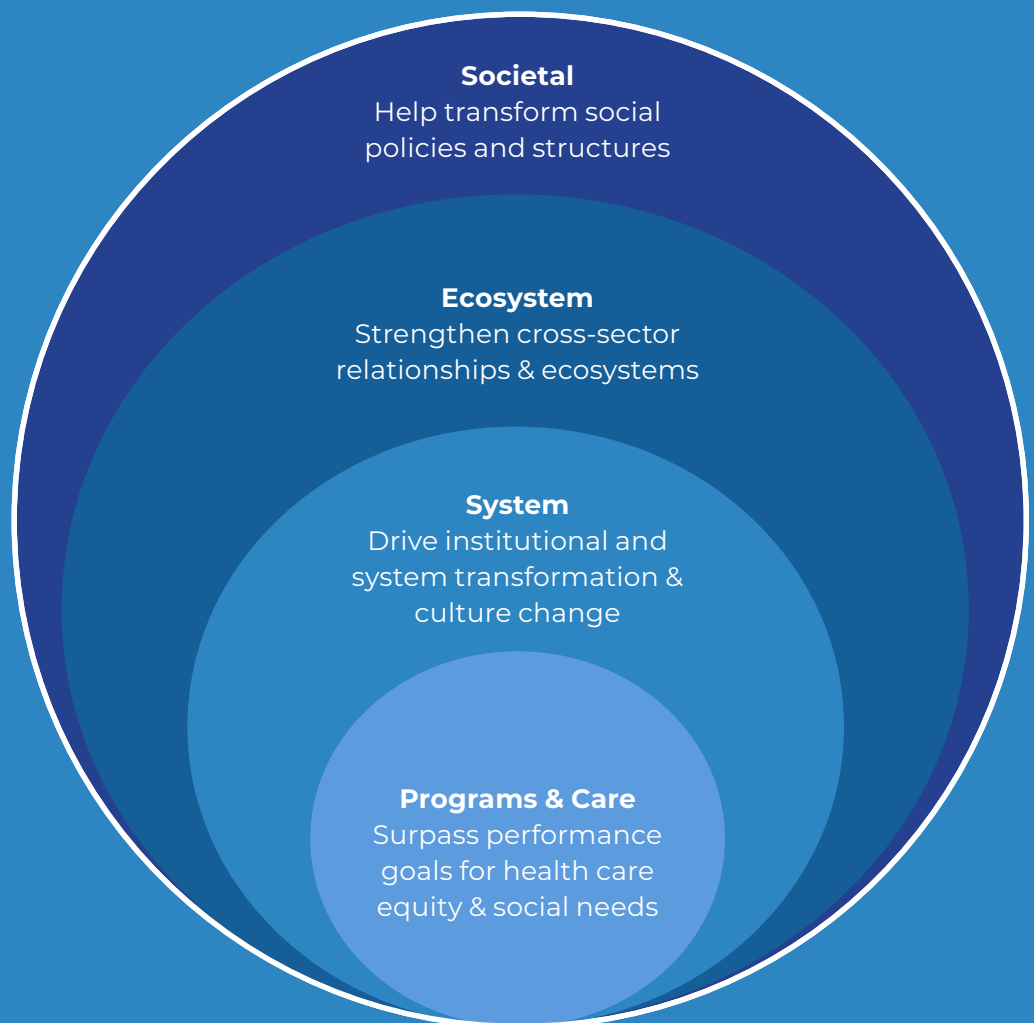 Societal
Help transform social
policies and structures
Ecosystem
Strengthen cross-sector
relationships & ecosystems
System
Drive institutional and
system transformation &
culture change
Programs & Care
Surpass performance
goals for health care
equity & social needs